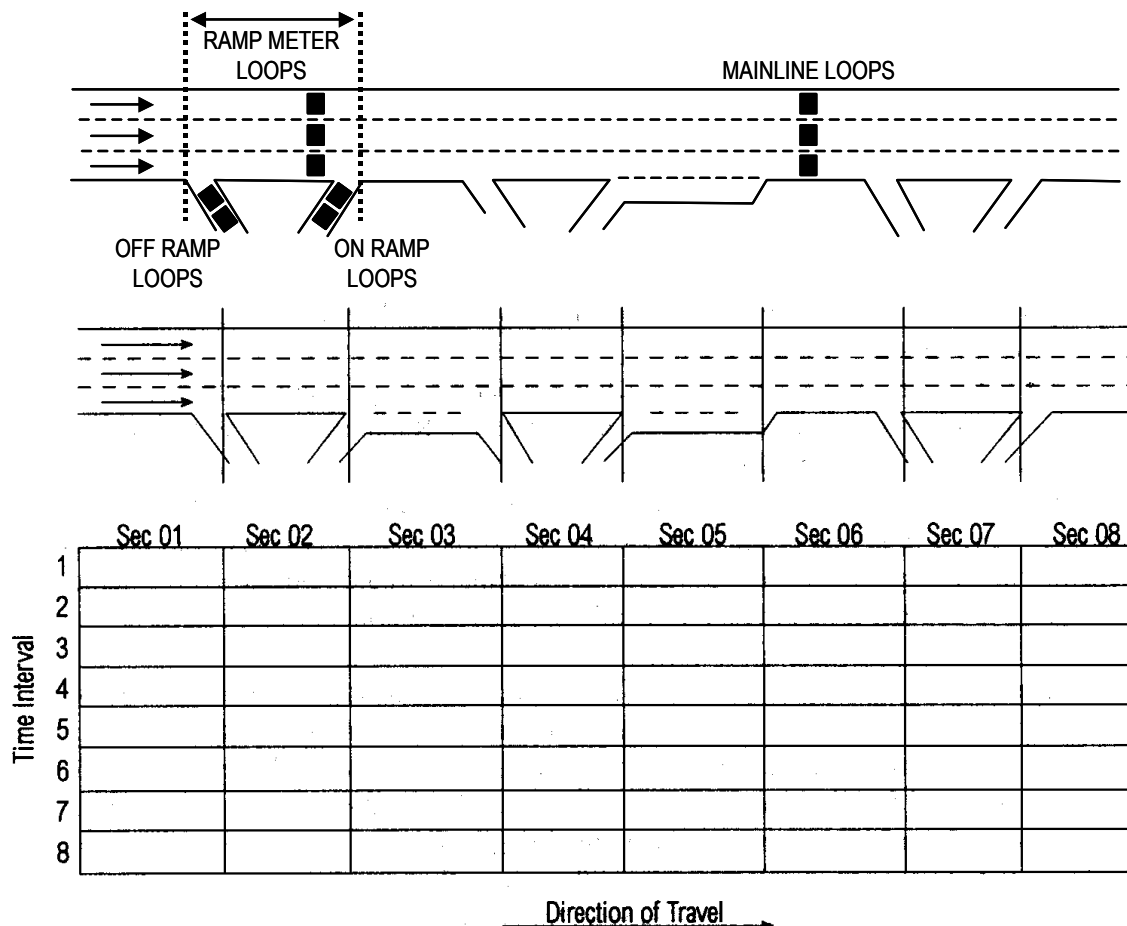 RAMP METER
LOOPS
MAINLINE LOOPS
OFF RAMP
LOOPS
ON RAMP
LOOPS
Sec 01 Sec 02 Sec 03 Sec 04 Sec 05 Sec 06 Sec 07 Sec 08
Time Interval
1
2
3
4
5
6
7
8
Direction of Travel